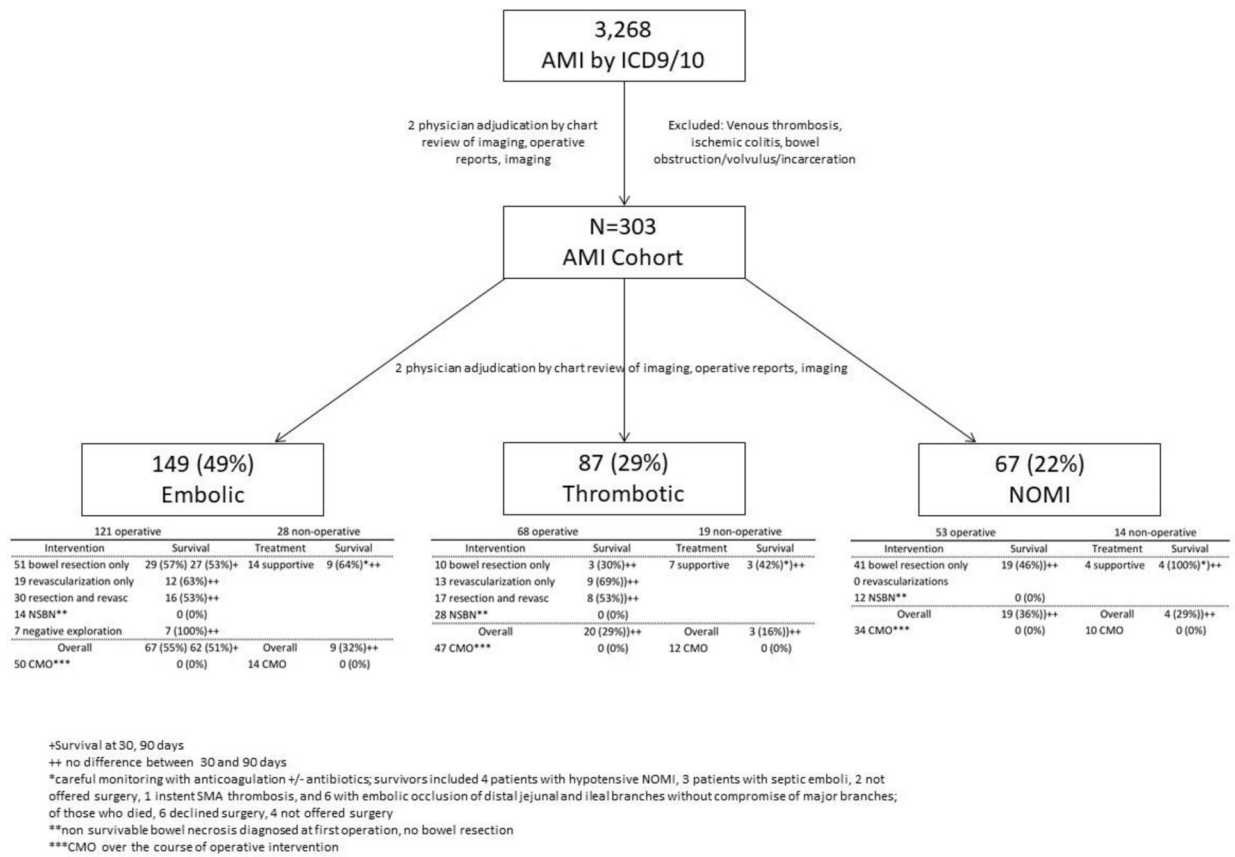 3,268
AMI by ICD9/10
2 physician adjudication by chart
review of imaging, operative
reports, imaging
Excluded: Venous thrombosis,
ischemic colitis, bowel
obstruction/volvulus/incarceration
N=303
AMI Cohort
2 physician adjudication by chart review of imaging, operative reports, imaging
149 (49%)
Embolic
121 operative 28 non-operative
Intervention Survival Treatment Survival
51 bowel resection only 29 (57%) 27 (53%)+ 14 supportive 9 (64%)*++
19 revascularization only 12 (63%)++
30 resection and revasc 16 (53%)++
14 NSBN** 0 (0%)
7 negative exploration 7 (100%)++
Overall 67 (55%) 62 (51%)+ Overall 9 (32%)++
50 CMO*** 0 (0%) 14 CMO 0 (0%)
87 (29%)
Thrombotic
68 operative 19 non-operative
Intervention Survival Treatment Survival
10 bowel resection only 3 (30%)++ 7 supportive 3 (42%)*)++
13 revascularization only 9 (69%))++
17 resection and revasc 8 (53%))++
28 NSBN** 0 (0%)
Overall 20 (29%))++ Overall 3 (16%))++
47 CMO*** 0 (0%) 12 CMO 0 (0%)
67 (22%)
NOMI
53 operative 14 non-operative
Intervention Survival Treatment Survival
41 bowel resection only 19 (46%))++ 4 supportive 4 (100%)*)++
0 revascularizations
12 NSBN** 0 (0%)
Overall 19 (36%))++ Overall 4 (29%))++
34 CMO*** 0 (0%) 10 CMO 0 (0%)
+Survival at 30, 90 days
++ no difference between 30 and 90 days
*careful monitoring with anticoagulation +/- antibiotics; survivors included 4 patients with hypotensive NOMI, 3 patients with septic emboli, 2 not
offered surgery, 1 instent SMA thrombosis, and 6 with embolic occlusion of distal jejunal and ileal branches without compromise of major branches;
of those who died, 6 declined surgery, 4 not offered surgery
**non survivable bowel necrosis diagnosed at first operation, no bowel resection
***CMO over the course of operative intervention